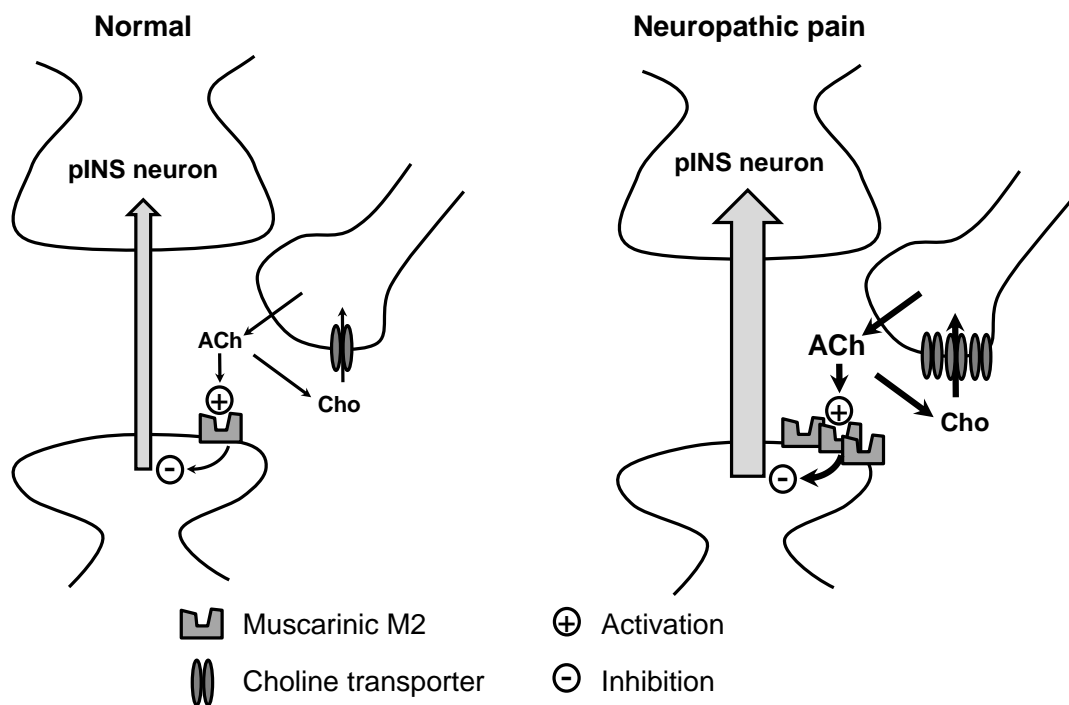 Normal
Neuropathic pain
pINS neuron
pINS neuron
ACh
Cho
+
-
ACh
Cho
+
-
Muscarinic M2
+ Activation
Choline transporter
- Inhibition